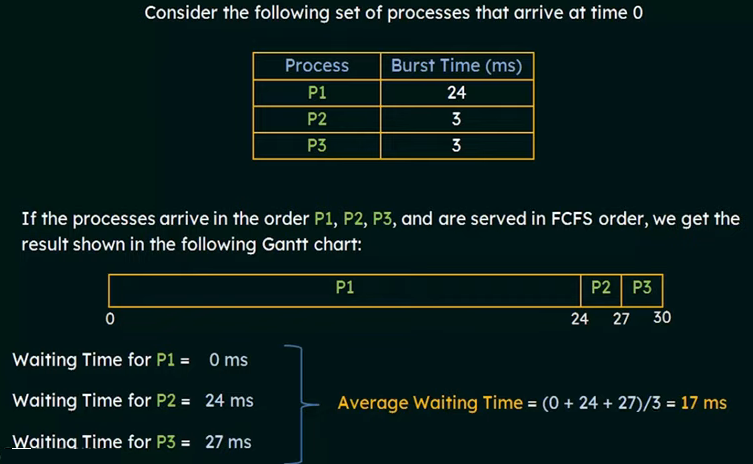 Consider the following set of processes that arrive at time 0
Process Burst Time (ms)
P1 24
P2 3
P3 3
If the processes arrive in the order P1, P2, P3, and are served in FCFS order, we get the
result shown in the following Gantt chart:
P1 P2 P3
0 24 27 30
Waiting Time for P1 = 0 ms
Waiting Time for P2 = 24 ms
Average Waiting Time = (0 + 24 + 27)/3 = 17 ms
Waiting Time for P3 = 27 ms